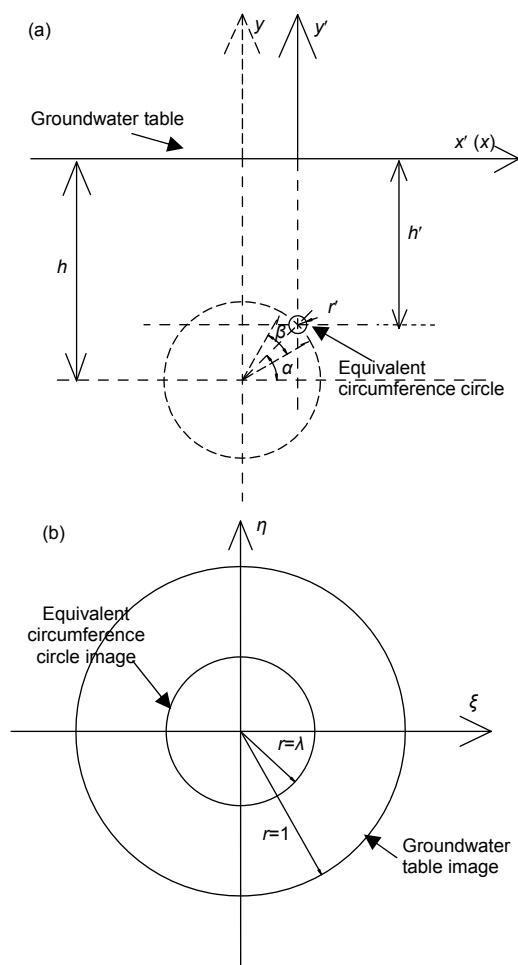 (a)
y
y′
Groundwater table
x′ (x)
h
h′
r′
β
α
Equivalent
circumference circle
(b)
η
Equivalent
circumference
circle image
ξ
r=λ
r=1
Groundwater
table image